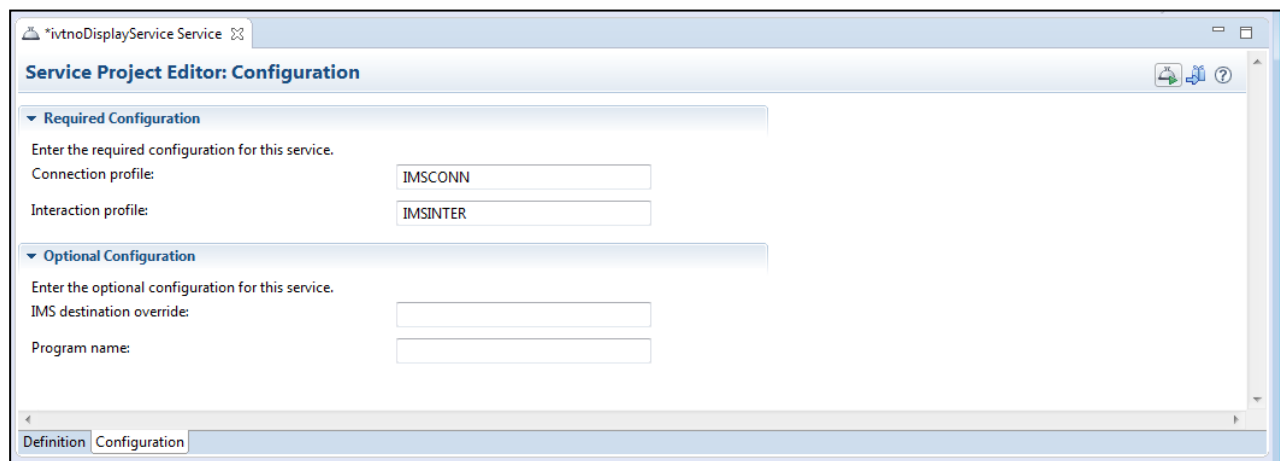 *ivtnoDisplayService Service
Service Project Editor: Configuration
Required Configuration
Enter the required configuration for this service.
Connection profile: IMSCONN
Interaction profile: IMSINTER
Optional Configuration
Enter the optional configuration for this service.
IMS destination override:
Program name:
Definition Configuration